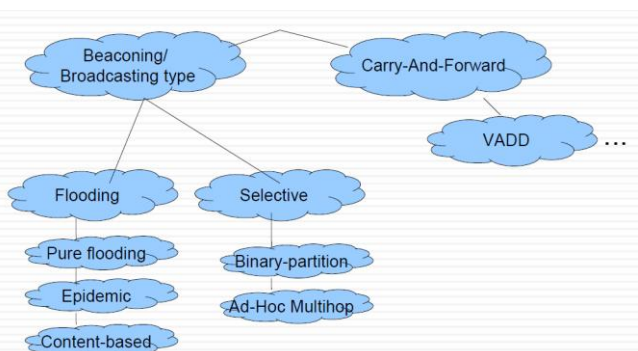 Beaconing/
Broadcasting type
Carry-And-Forward
VADD
...
Flooding
Selective
Pure flooding
Binary-partition
Epidemic
Ad-Hoc Multihop
Content-based